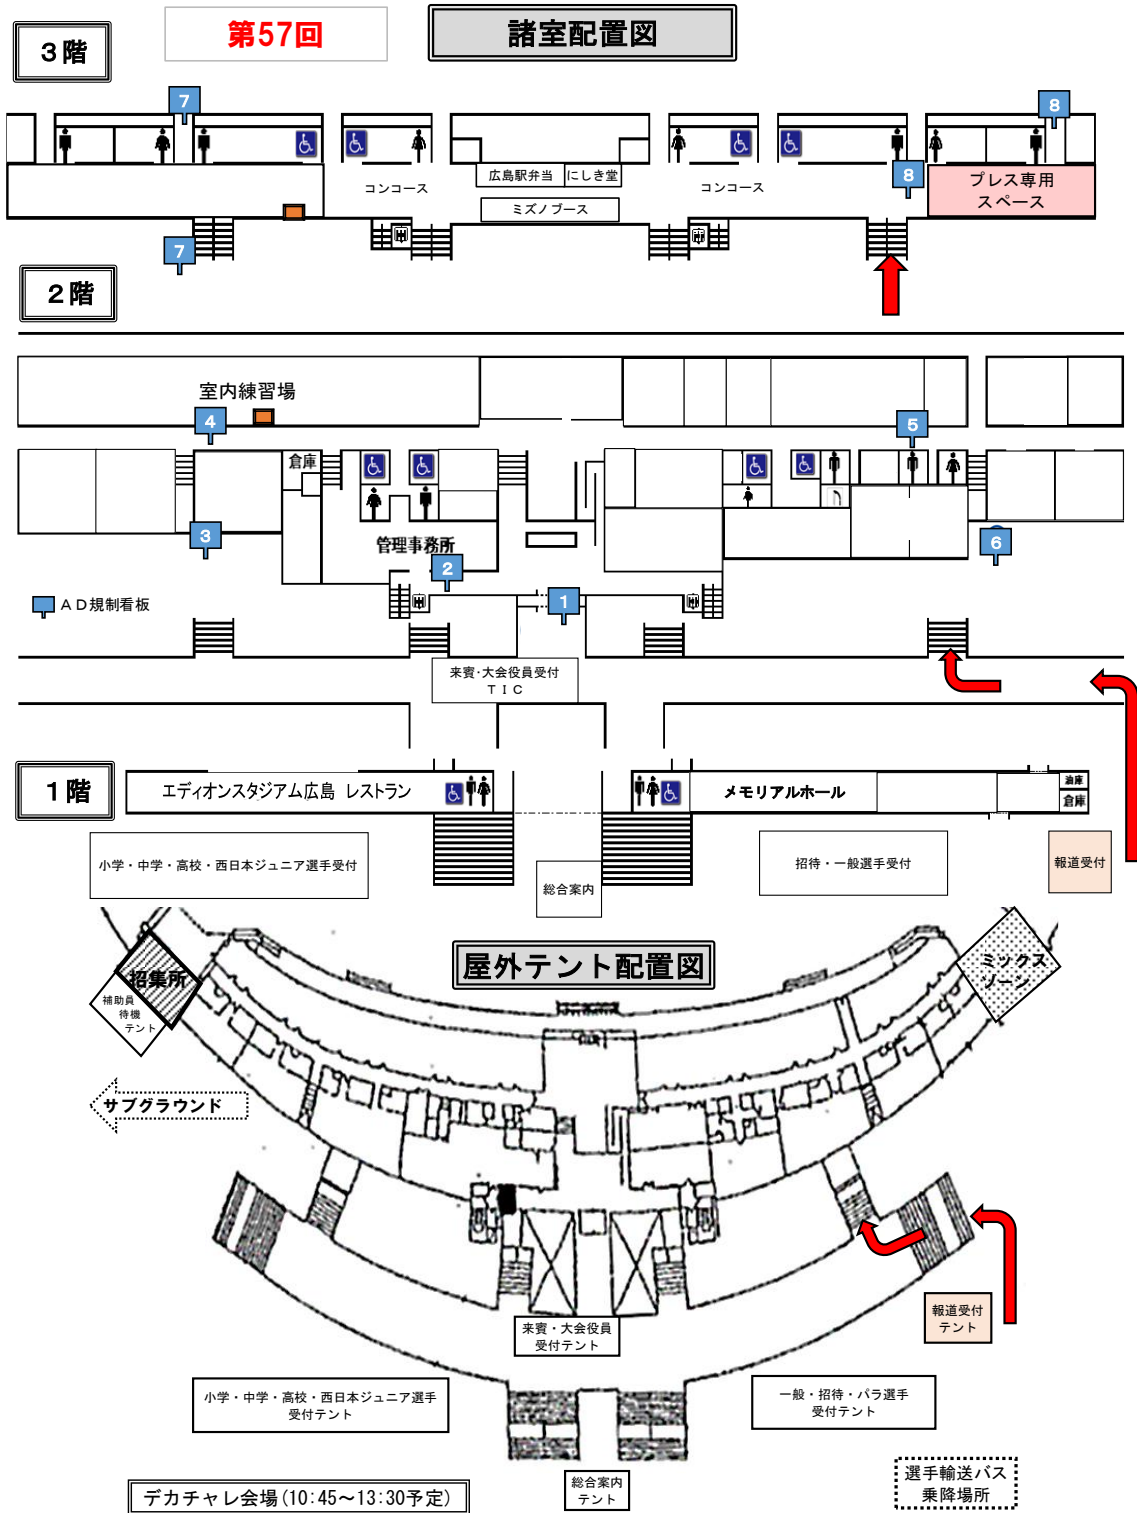 3階
第57回
諸室配置図
7
8
コンコース
広島駅弁当
にしき堂
ミズノブース
コンコース
8
プレス専用
スペース
7
2階
室内練習場
4
5
倉庫
3
管理事務所
2
6
1
AD規制看板
来賓・大会役員受付
TIC
1階
エディオンスタジアム広島 レストラン
メモリアルホール
油庫
倉庫
小学・中学・高校・西日本ジュニア選手受付
総合案内
招待・一般選手受付
報道受付
屋外テント配置図
招集所
補助員
待機
テント
ミックス
ゾーン
サブグラウンド
報道受付
テント
来賓・大会役員
受付テント
小学・中学・高校・西日本ジュニア選手
受付テント
一般・招待・パラ選手
受付テント
総合案内
テント
選手輸送バス
乗降場所
デカチャレ会場(10:45～13:30予定)